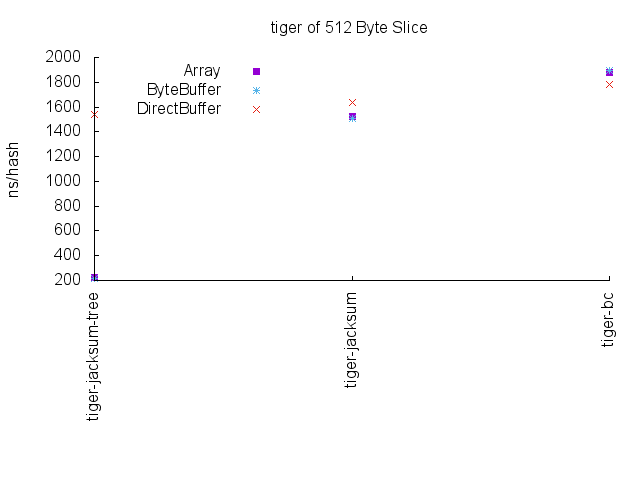 tiger of 512 Byte Slice
ns/hash
2000
1800
1600
1400
1200
1000
800
600
400
200
Array
ByteBuffer
DirectBuffer
tiger-jacksum-tree
tiger-jacksum
tiger-bc